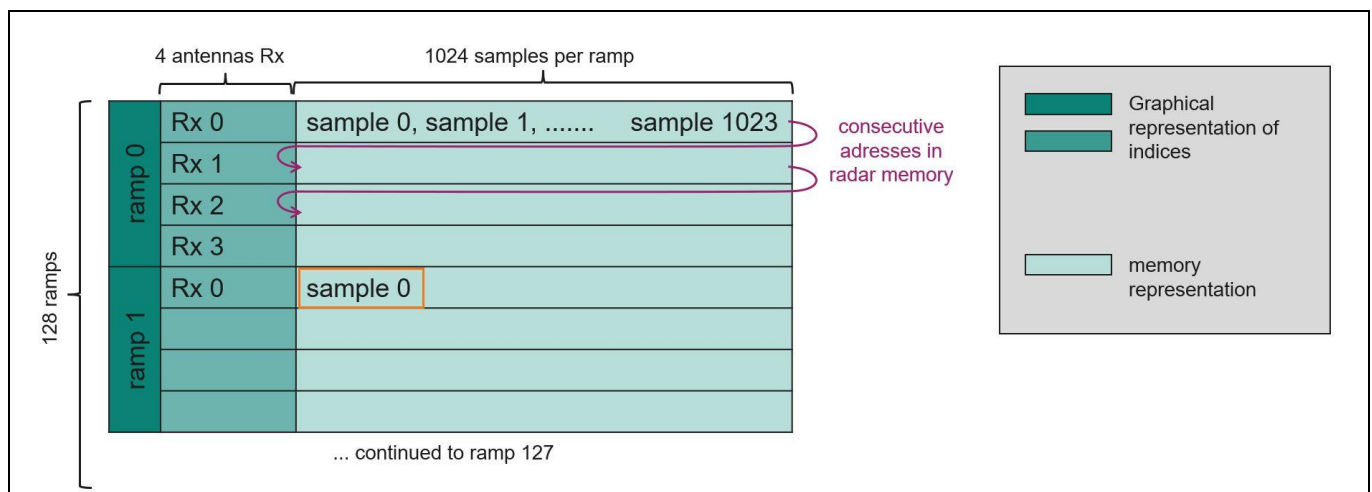 4 antennas Rx
1024 samples per ramp
128 ramps
ramp 0
Rx 0
sample 0, sample 1, ....... sample 1023
Rx 1
Rx 2
Rx 3
ramp 1
Rx 0
sample 0
... continued to ramp 127
consecutive
adresses in
radar memory
Graphical
representation of
indices
memory
representation